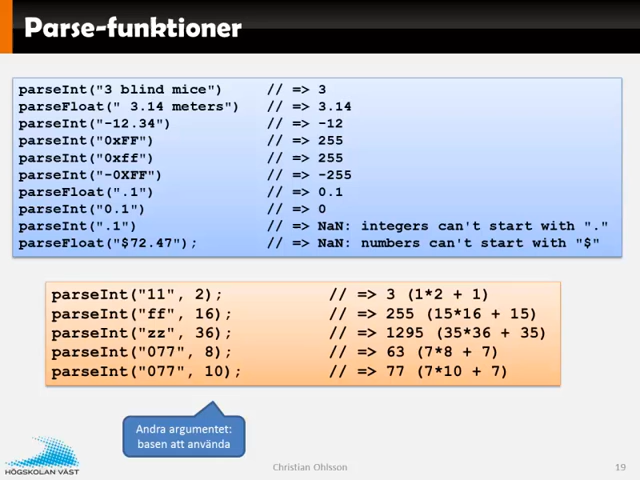 Parse-funktioner
parseInt("3 blind mice") // => 3
parseFloat(" 3.14 meters") // => 3.14
parseInt("-12.34") // => -12
parseInt("0xFF") // => 255
parseInt("0xff") // => 255
parseInt("-0XFF") // => -255
parseFloat(".1") // => 0.1
parseInt("0.1") // => 0
parseInt(".1") // => NaN: integers can't start with "."
parseFloat("$72.47"); // => NaN: numbers can't start with "$"
parseInt("11", 2); // => 3 (1*2 + 1)
parseInt("ff", 16); // => 255 (15*16 + 15)
parseInt("zz", 36); // => 1295 (35*36 + 35)
parseInt("077", 8); // => 63 (7*8 + 7)
parseInt("077", 10); // => 77 (7*10 + 7)
Andra argumentet:
basen att använda
HÖGSKOLAN VÄST
Christian Ohlsson
19